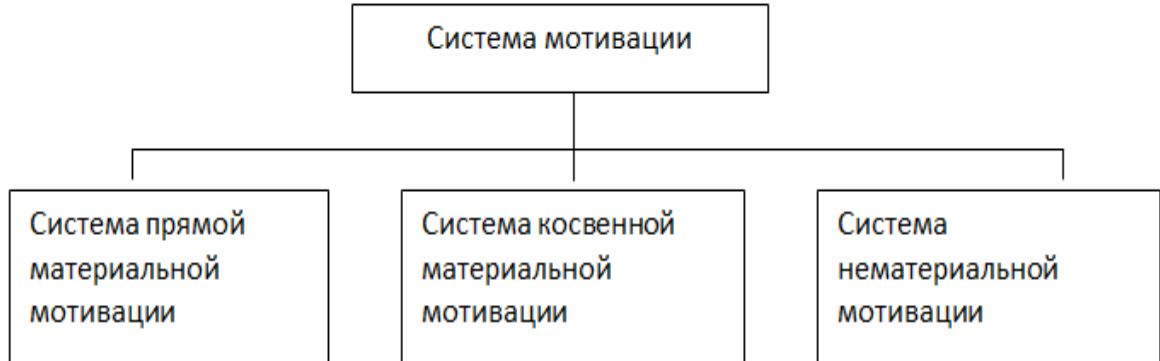 Система мотивации
Система прямой
материальной
мотивации
Система косвенной
материальной
мотивации
Система
нематериальной
мотивации